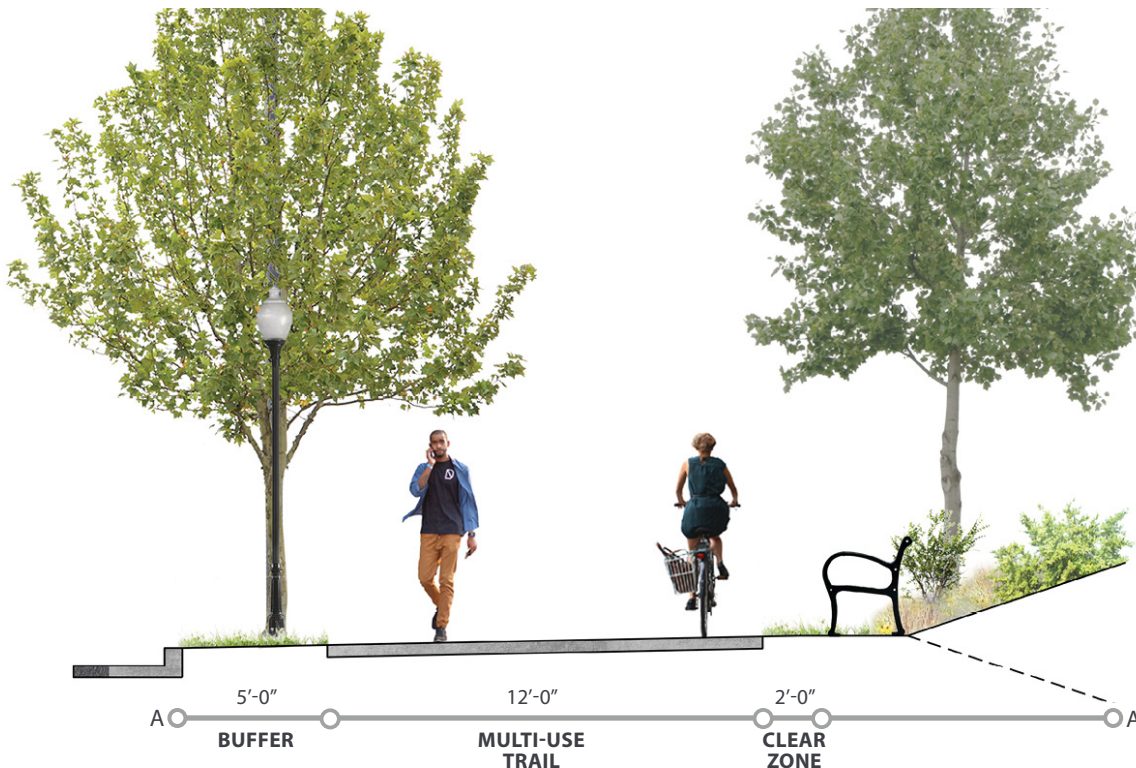 5’-0”
12’-0”
2’-0”
A
A
BUFFER
MULTI-USE
TRAIL
CLEAR
ZONE